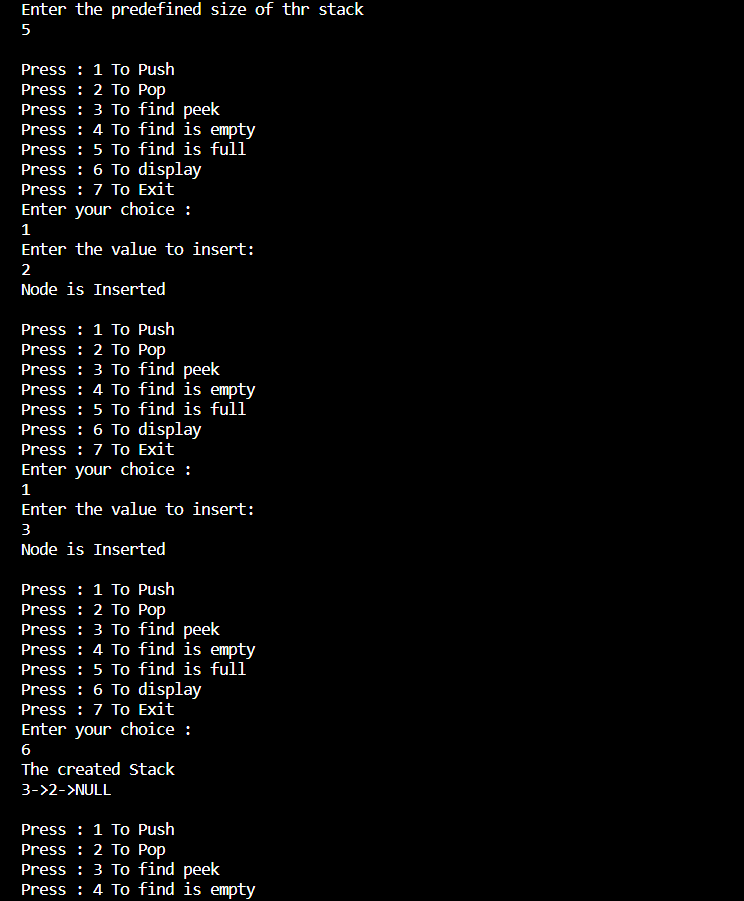 Enter the predefined size of thr stack
5
Press : 1 To Push
Press : 2 To Pop
Press : 3 To find peek
Press : 4 To find is empty
Press : 5 To find is full
Press : 6 To display
Press : 7 To Exit
Enter your choice :
1
Enter the value to insert:
2
Node is Inserted
Press : 1 To Push
Press : 2 To Pop
Press : 3 To find peek
Press : 4 To find is empty
Press : 5 To find is full
Press : 6 To display
Press : 7 To Exit
Enter your choice :
1
Enter the value to insert:
3
Node is Inserted
Press : 1 To Push
Press : 2 To Pop
Press : 3 To find peek
Press : 4 To find is empty
Press : 5 To find is full
Press : 6 To display
Press : 7 To Exit
Enter your choice :
6
The created Stack
3->2->NULL
Press : 1 To Push
Press : 2 To Pop
Press : 3 To find peek
Press : 4 To find is empty